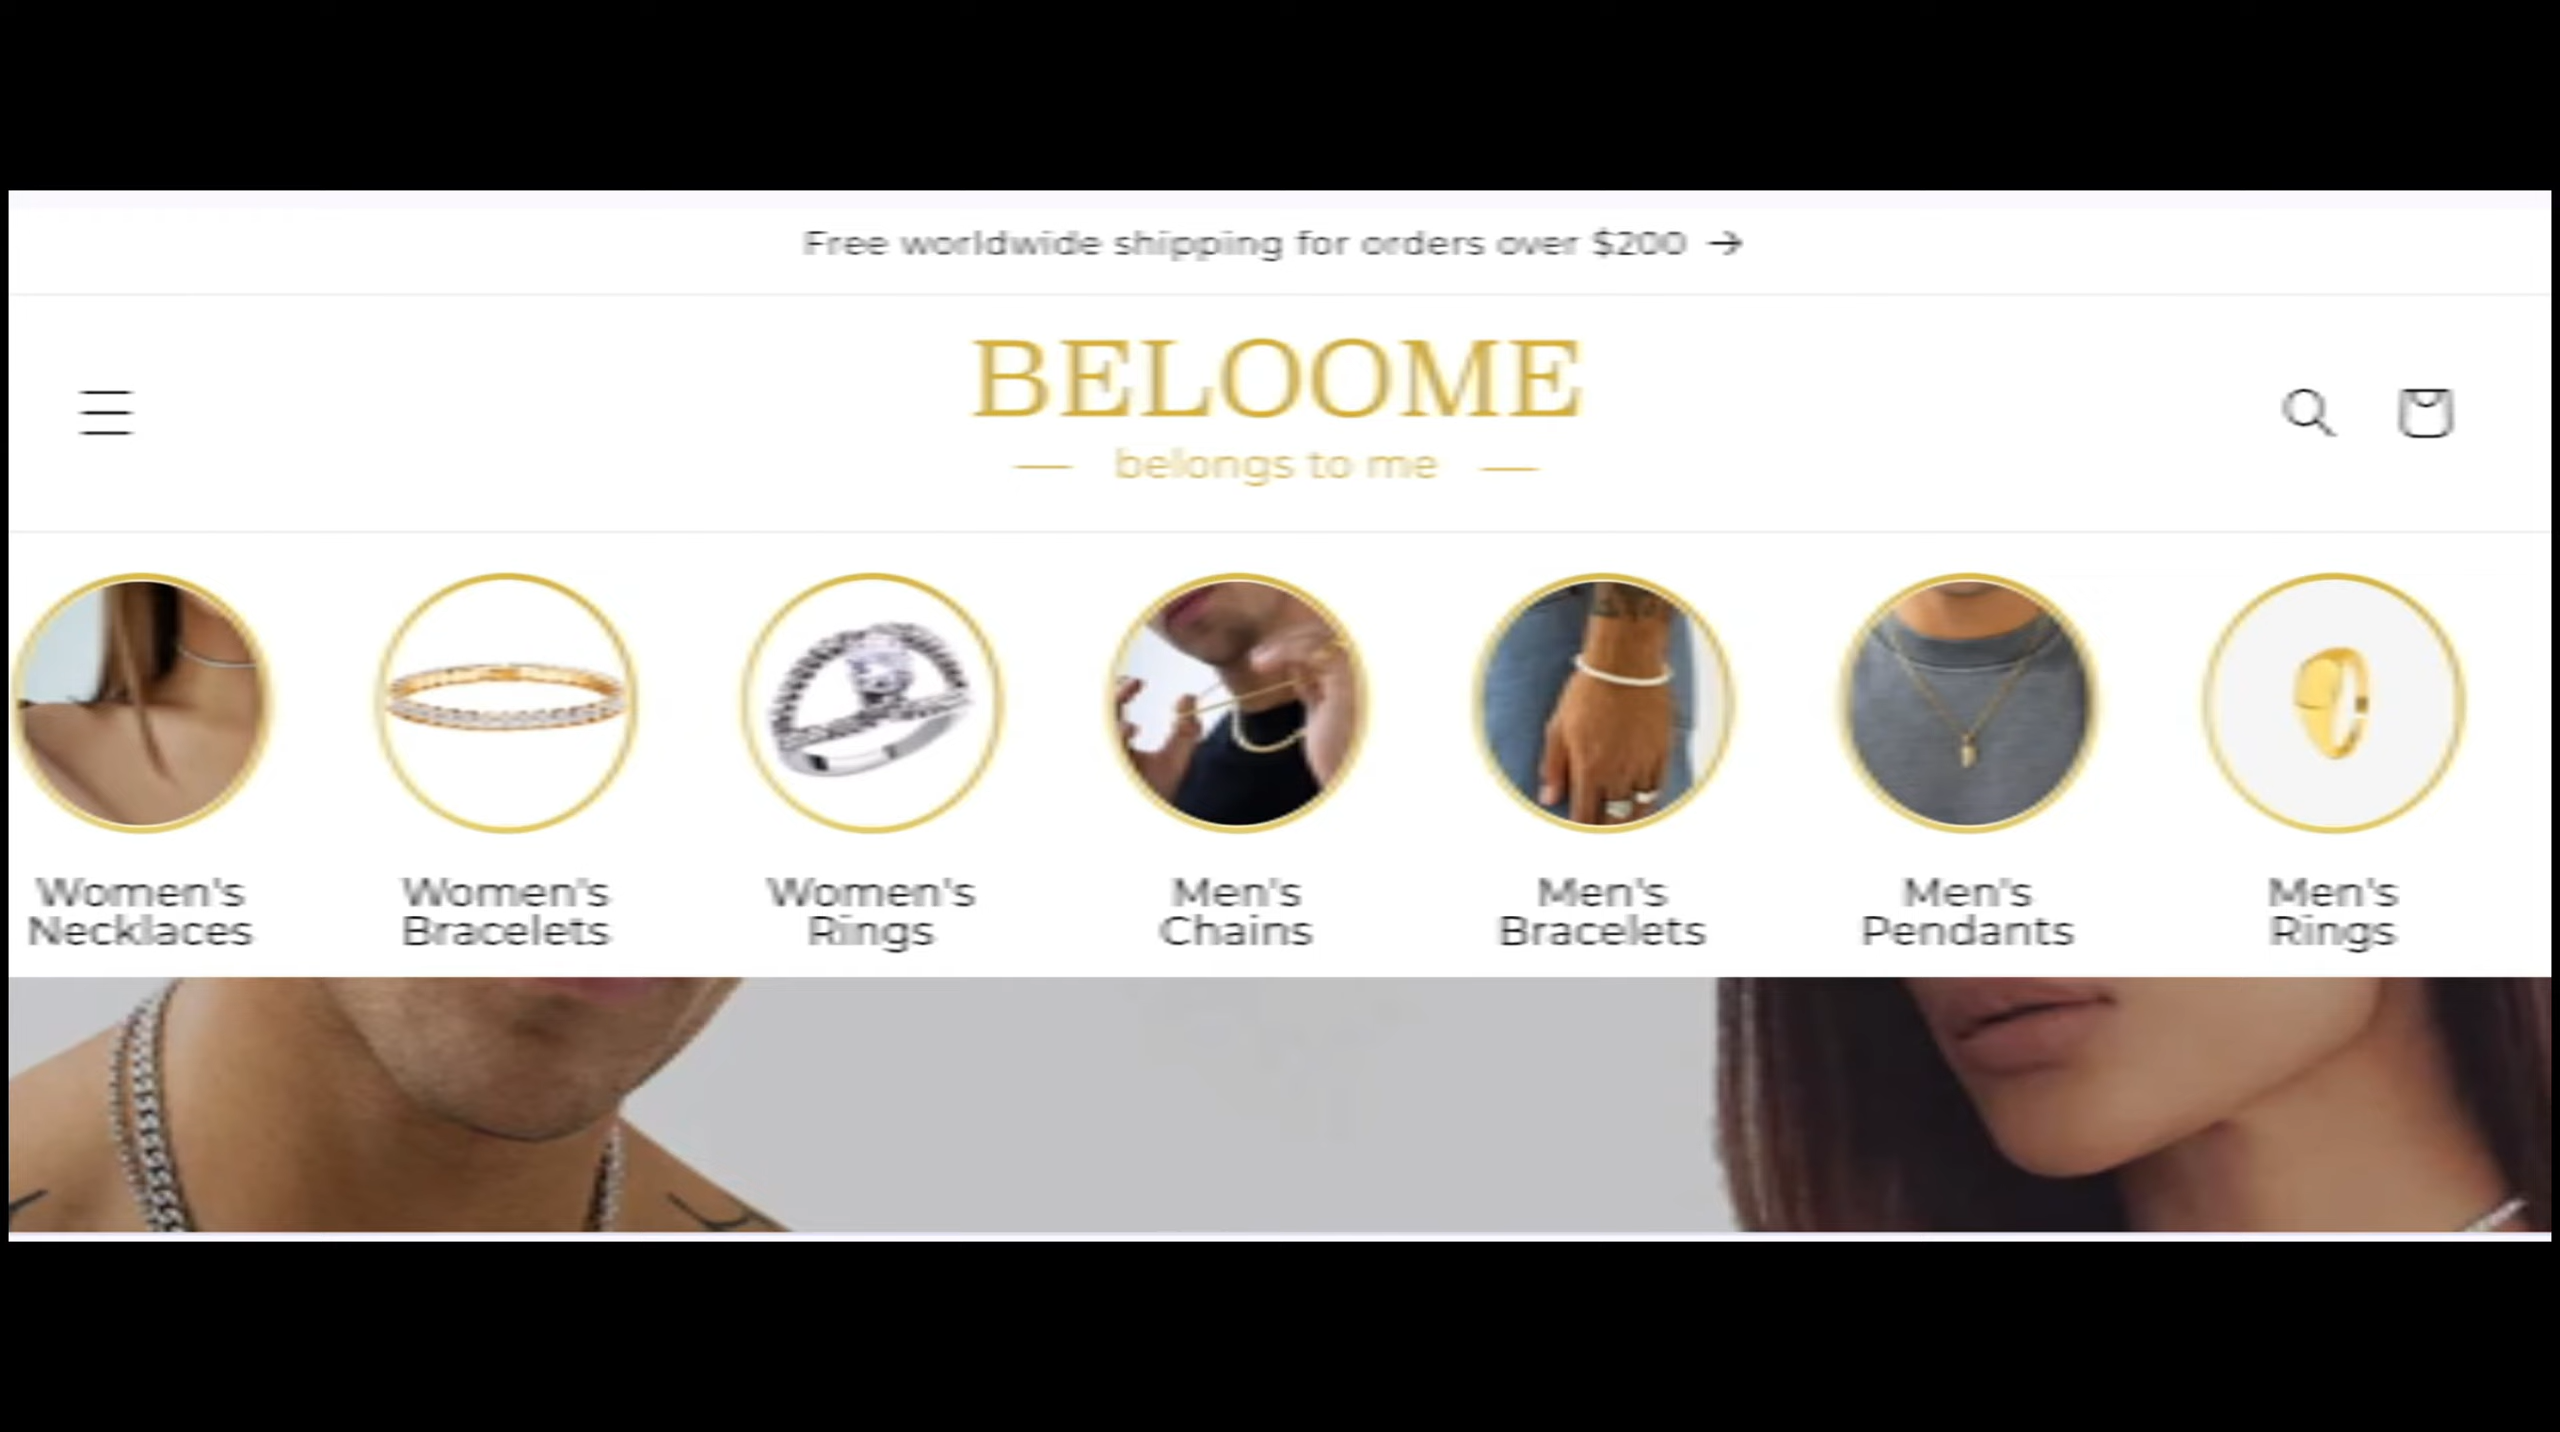 Free worldwide shipping for orders over $200 →
BELOOME
— belongs to me —
Women's
Necklaces
Women's
Bracelets
Women's
Rings
Men's
Chains
Men's
Bracelets
Men's
Pendants
Men's
Rings